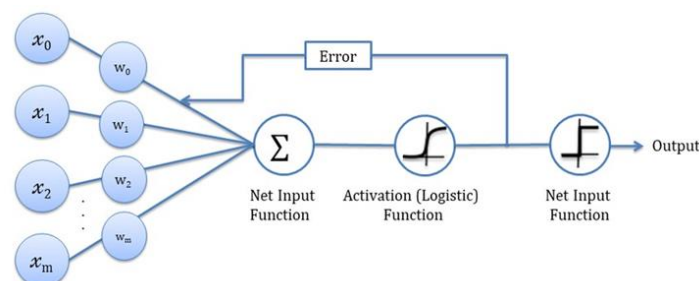 x0
w0
Error
x1
w1
Σ
Output
x2
w2
Net Input
Function
Activation (Logistic)
Function
Net Input
Function
wm
xm